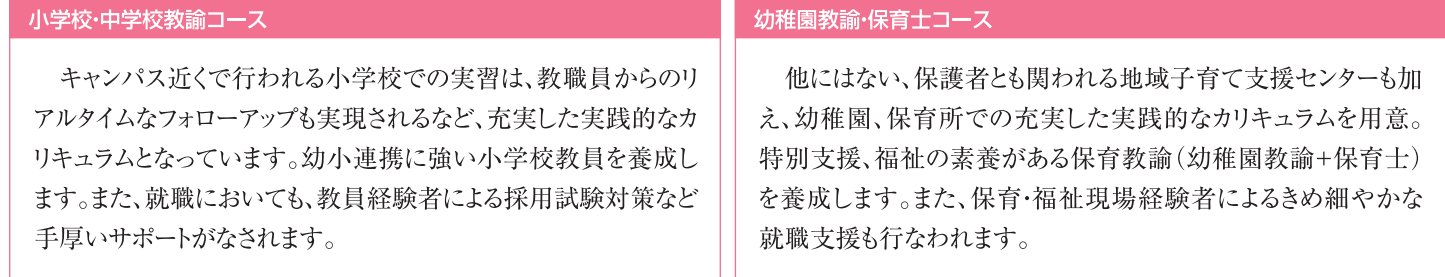 小学校・中学校教諭コース
キャンパス近くで行われる小学校での実習は、教職員からのリ
アルタイムなフォローアップも実現されるなど、充実した実践的なカ
リキュラムとなっています。幼小連携に強い小学校教員を養成し
ます。また、就職においても、教員経験者による採用試験対策など
手厚いサポートがなされます。
幼稚園教諭・保育士コース
他にはない、保護者とも関われる地域子育て支援センターも加
え、幼稚園、保育所での充実した実践的なカリキュラムを用意。
特別支援、福祉の素養がある保育教諭（幼稚園教諭+保育士）
を養成します。また、保育・福祉現場経験者によるきめ細やかな
就職支援も行なわれます。